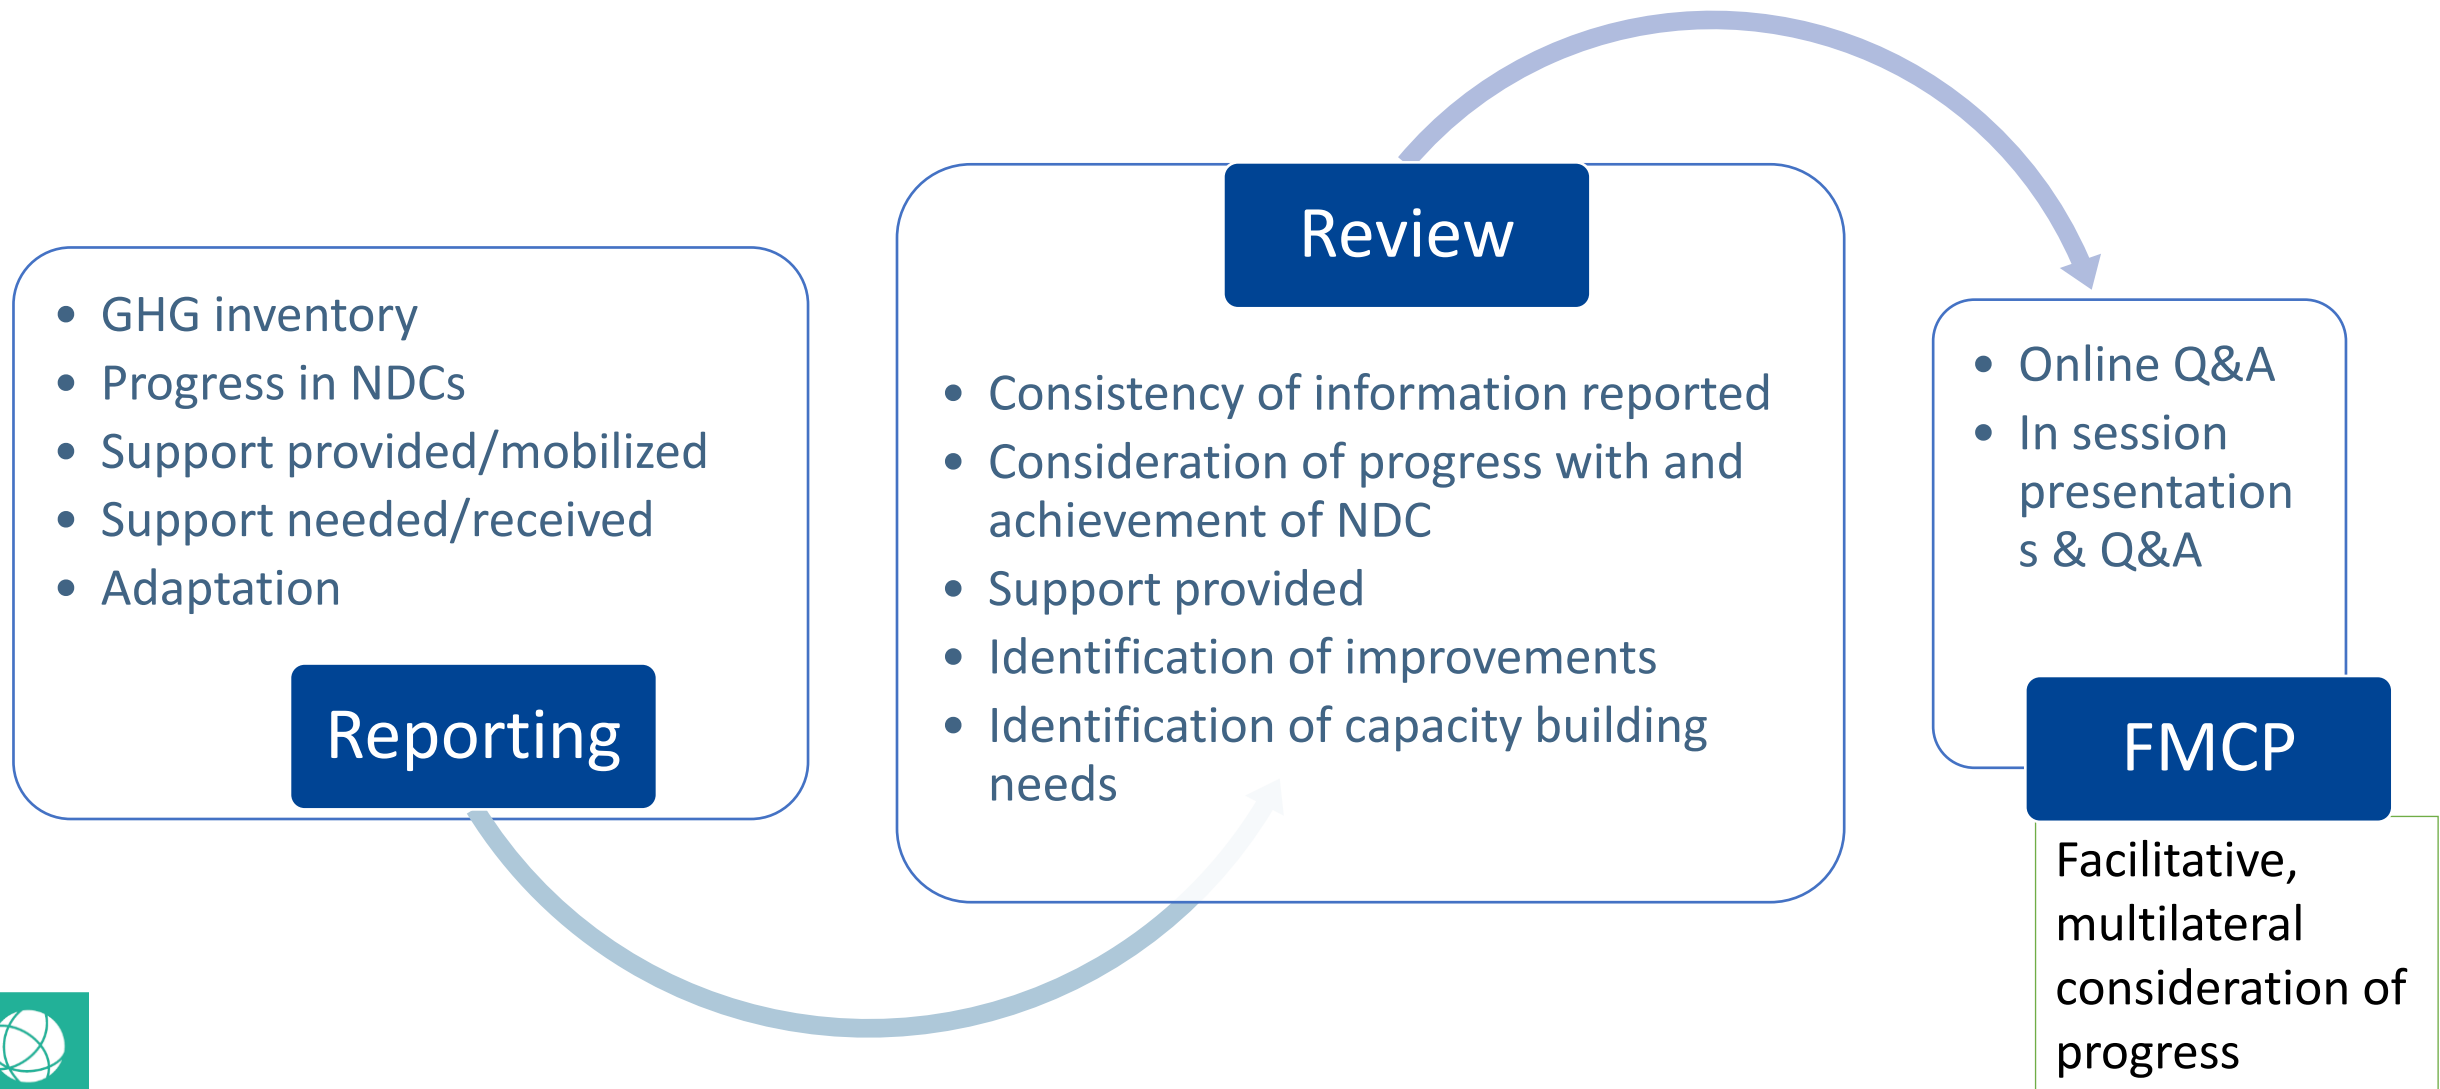 • GHG inventory
• Progress in NDCs
• Support provided/mobilized
• Support needed/received
• Adaptation
Reporting
Review
• Consistency of information reported
• Consideration of progress with and
achievement of NDC
• Support provided
• Identification of improvements
• Identification of capacity building
needs
• Online Q&A
• In session
presentation
s & Q&A
FMCP
Facilitative,
multilateral
consideration of
progress